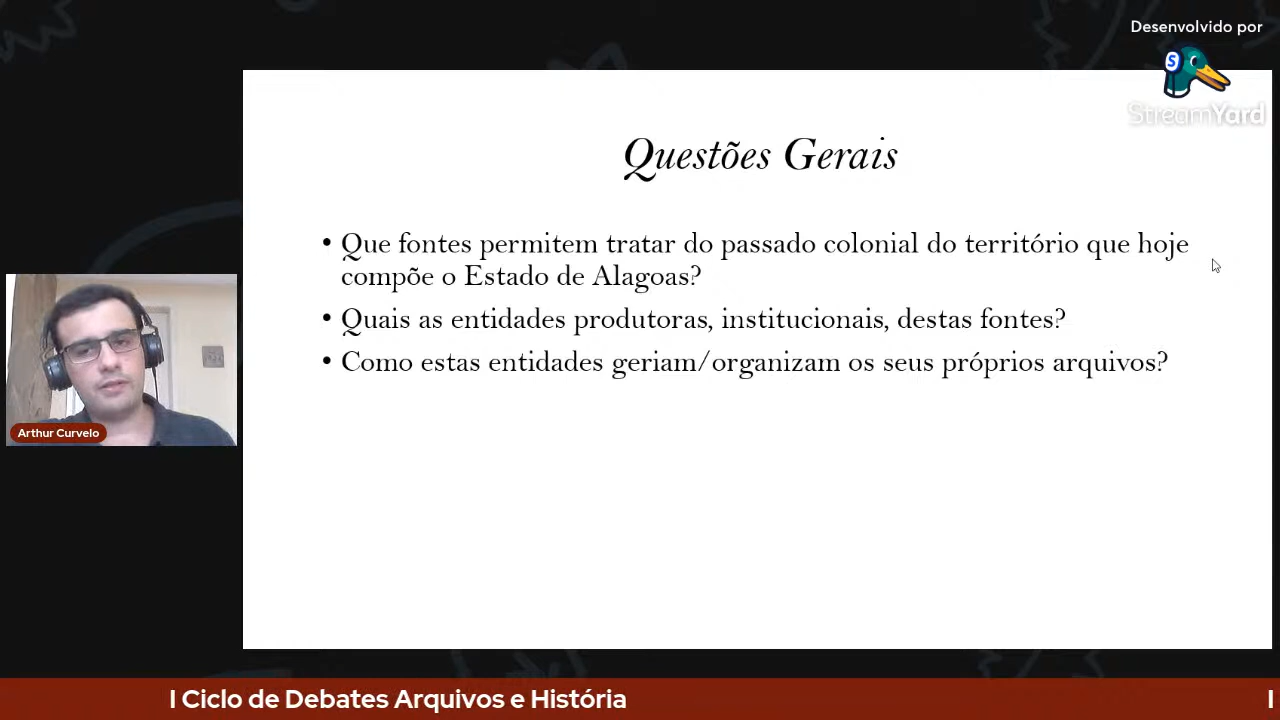 Desenvolvido por
S
StreamYard
Questões Gerais
• Que fontes permitem tratar do passado colonial do território que hoje
compõe o Estado de Alagoas?
• Quais as entidades produtoras, institucionais, destas fontes?
• Como estas entidades geriam/organizam os seus próprios arquivos?
Arthur Curvelo
I Ciclo de Debates Arquivos e História
I